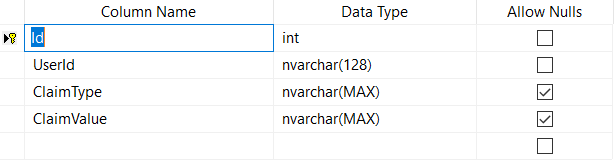 Column Name Data Type Allow Nulls
Id int
UserId nvarchar(128)
ClaimType nvarchar(MAX)
ClaimValue nvarchar(MAX)